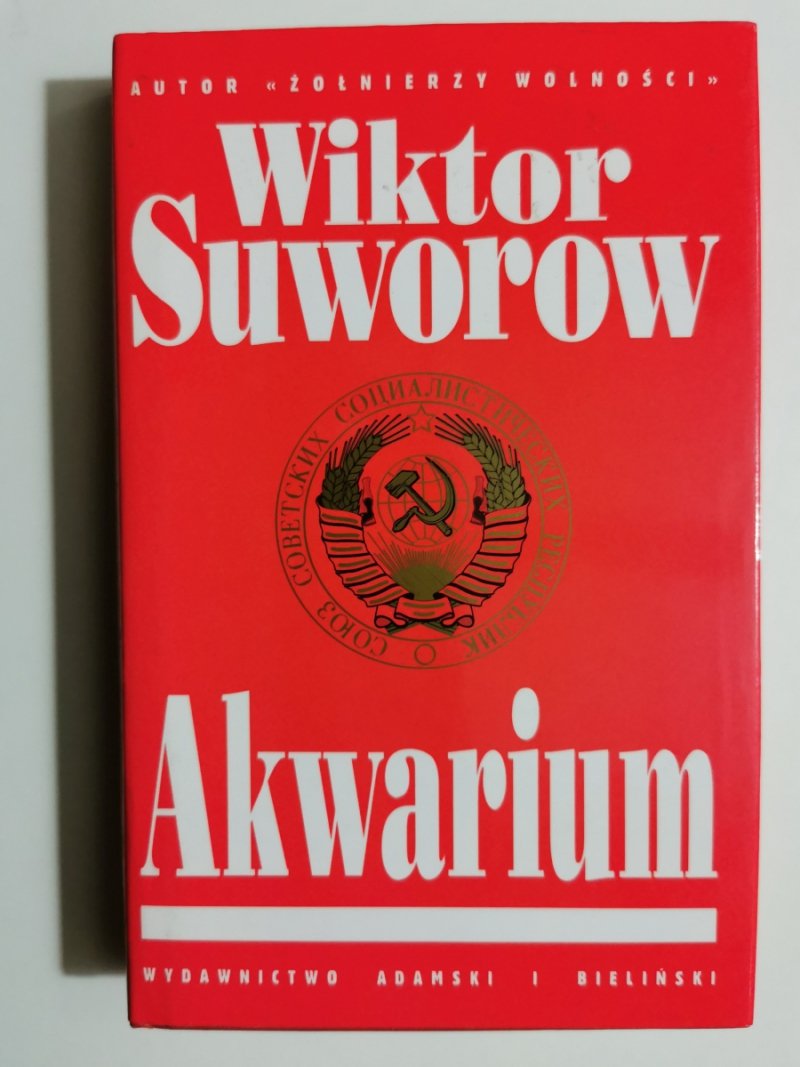 AUTOR «ŻOŁNIERZY WOLNOŚCI»
Wiktor
Suworow
СОЮЗ СОВЕТСКИХ СОЦИАЛИСТИЧЕСКИХ РЕСПУБЛИК
Akwarium
WYDAWNICTWO ADAMSKI I BIELIŃSKI